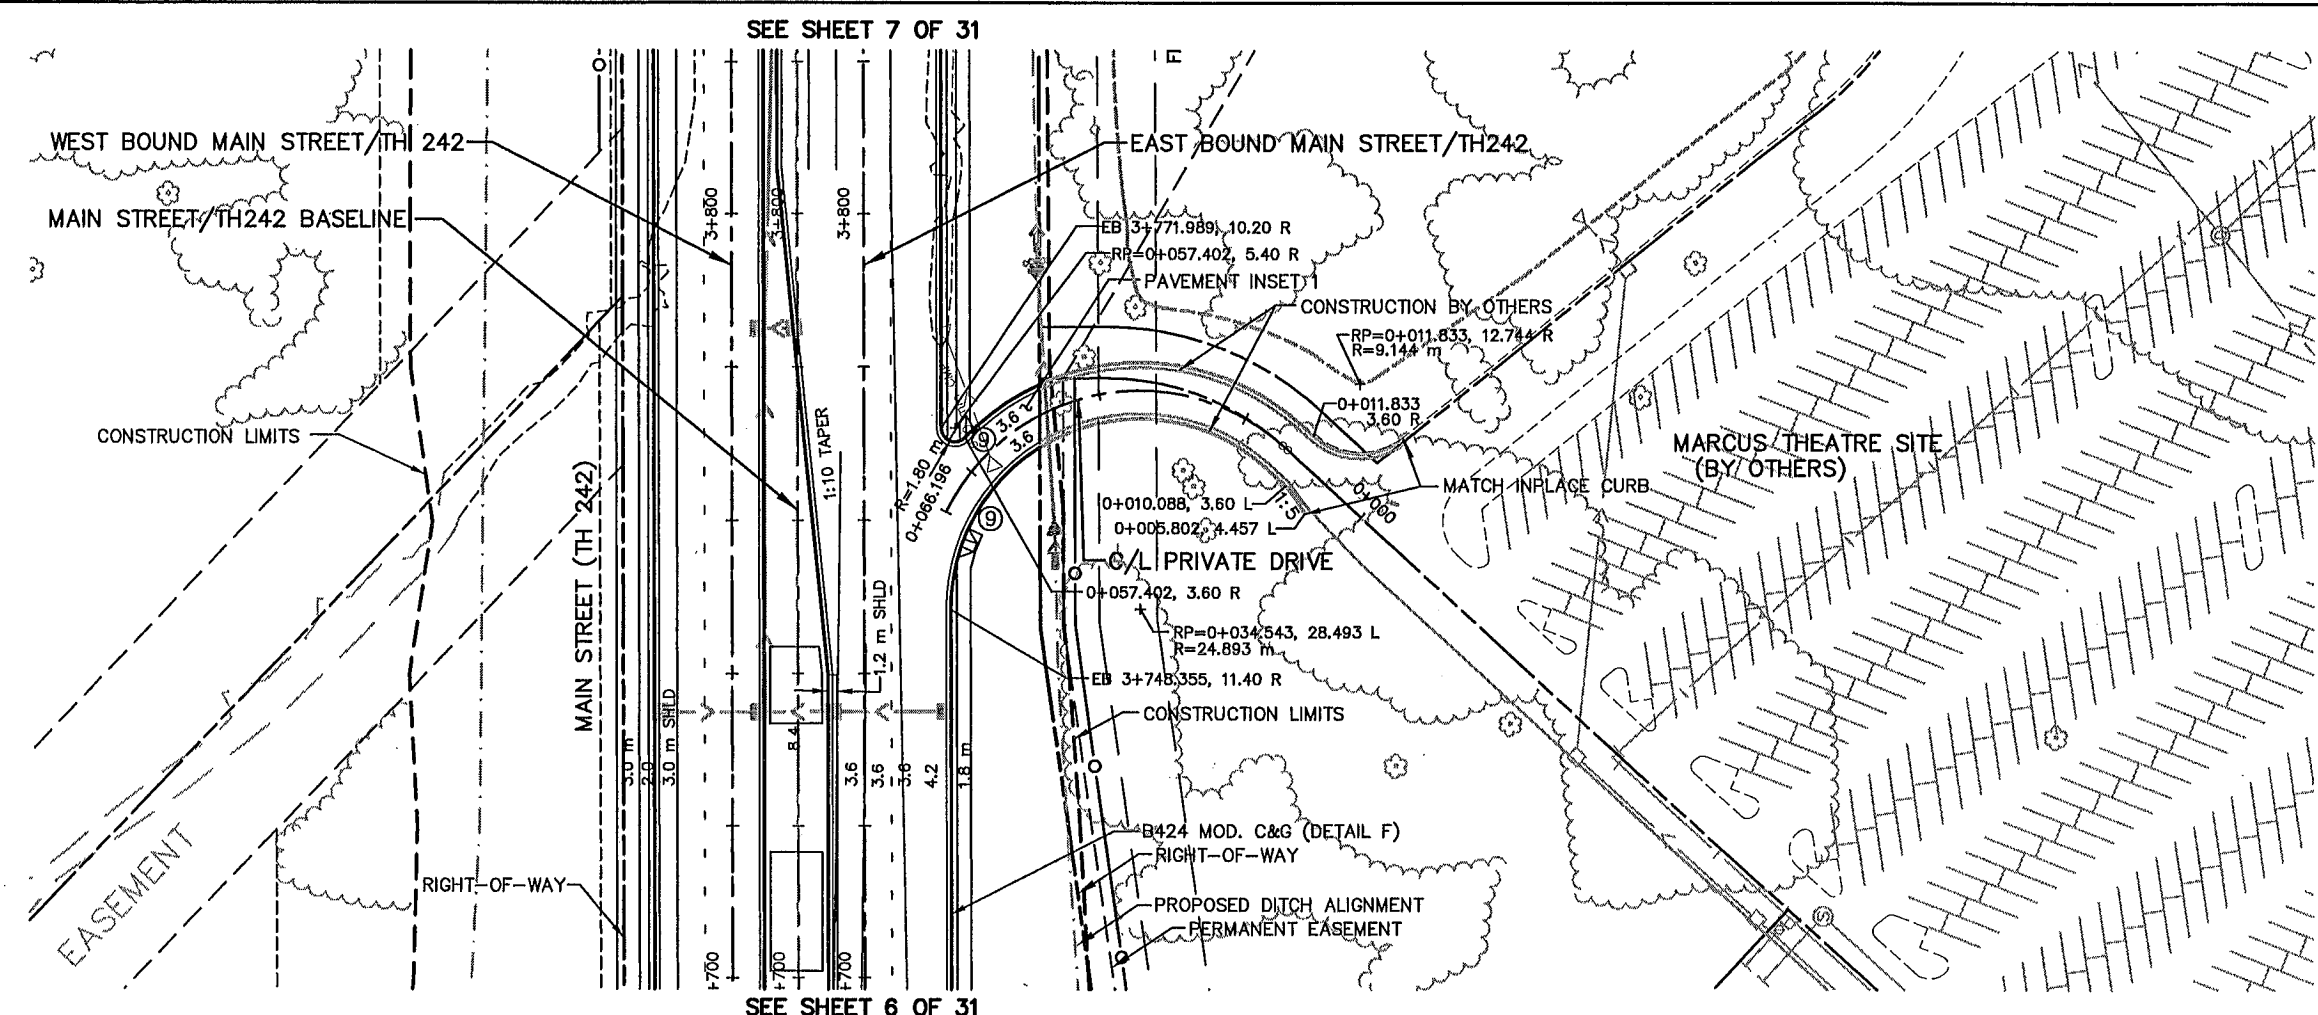 SEE SHEET 7 OF 31
WEST BOUND MAIN STREET/TH 242
EAST BOUND MAIN STREET/TH242
MAIN STREET/TH242 BASELINE
3+800
3+800
3+800
EB 3+771.989, 10.20 R
RP=0+057.402, 5.40 R
PAVEMENT INSET 1
CONSTRUCTION BY OTHERS
RP=0+011.833, 12.744 R
R=9.144 m
0+011.833
3.60 R
CONSTRUCTION LIMITS
MAIN STREET (TH 242)
1:10 TAPER
R=1.80 m
0+066.196
3.6
3.6
9
9
MARCUS THEATRE SITE
(BY OTHERS)
MATCH INPLACE CURB
0+010.088, 3.60 L
1:5
0+000
0+005.802, 4.457 L
C/L PRIVATE DRIVE
0+057.402, 3.60 R
RP=0+034.543, 28.493 L
R=24.893 m
1.2 m SHLD
EB 3+748.355, 11.40 R
CONSTRUCTION LIMITS
3.0 m
2.0
3.0 m SHLD
8.4
3.6
3.6
3.6
4.2
1.8 m
B424 MOD. C&G (DETAIL F)
RIGHT-OF-WAY
RIGHT-OF-WAY
EASEMENT
PROPOSED DITCH ALIGNMENT
PERMANENT EASEMENT
S
+700
+700
+700
SEE SHEET 6 OF 31